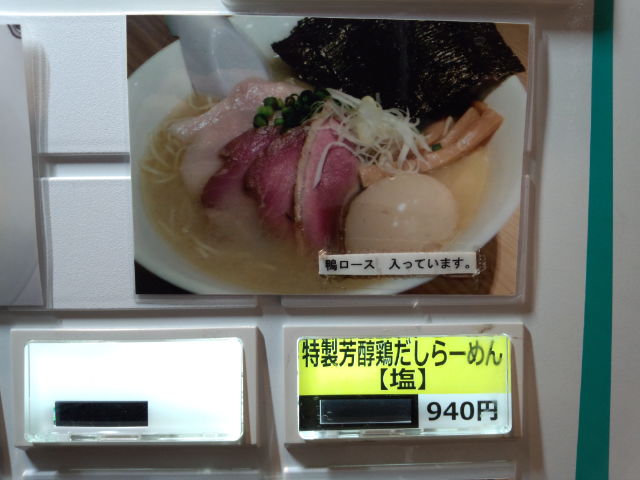 鴨ロース 入っています。
特製芳醇鶏だしらーめん
【塩】
940円